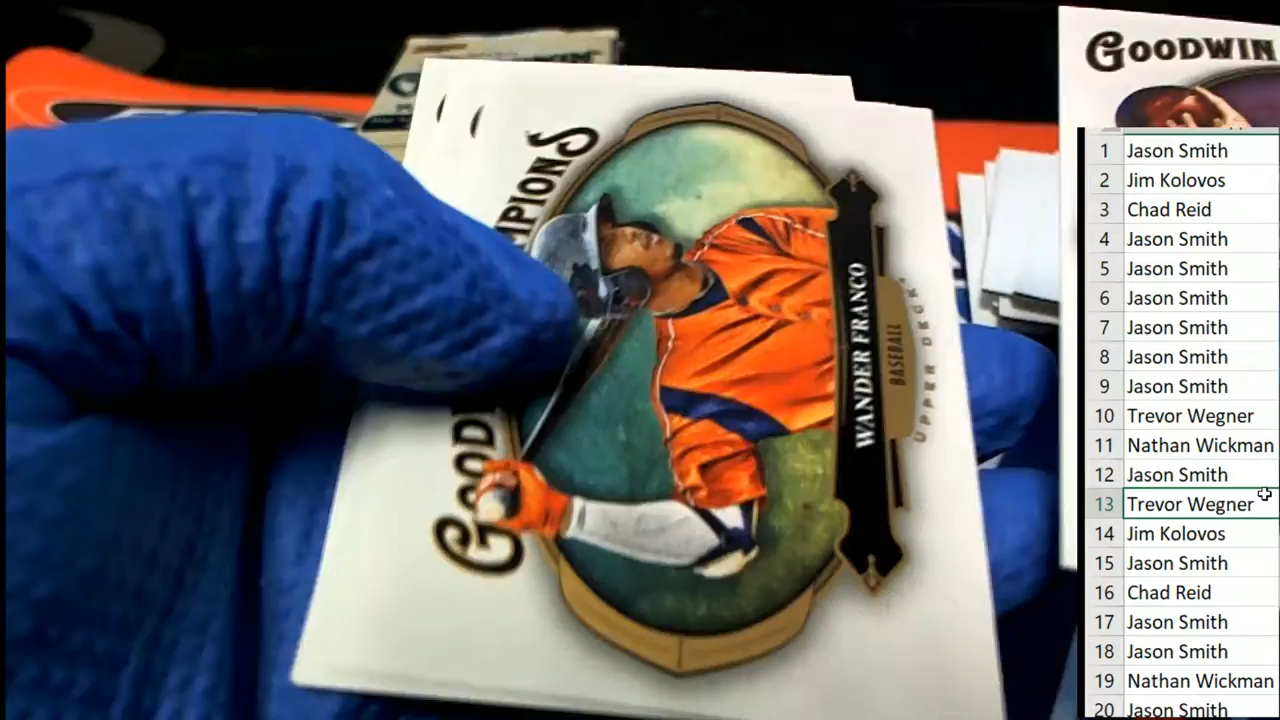 GOODWIN
MPIONS
GOOD
WANDER FRANCO
BASEBALL
UPPER DECK
1 Jason Smith
2 Jim Kolovos
3 Chad Reid
4 Jason Smith
5 Jason Smith
6 Jason Smith
7 Jason Smith
8 Jason Smith
9 Jason Smith
10 Trevor Wegner
11 Nathan Wickman
12 Jason Smith
13 Trevor Wegner
14 Jim Kolovos
15 Jason Smith
16 Chad Reid
17 Jason Smith
18 Jason Smith
19 Nathan Wickman
20 Jason Smith